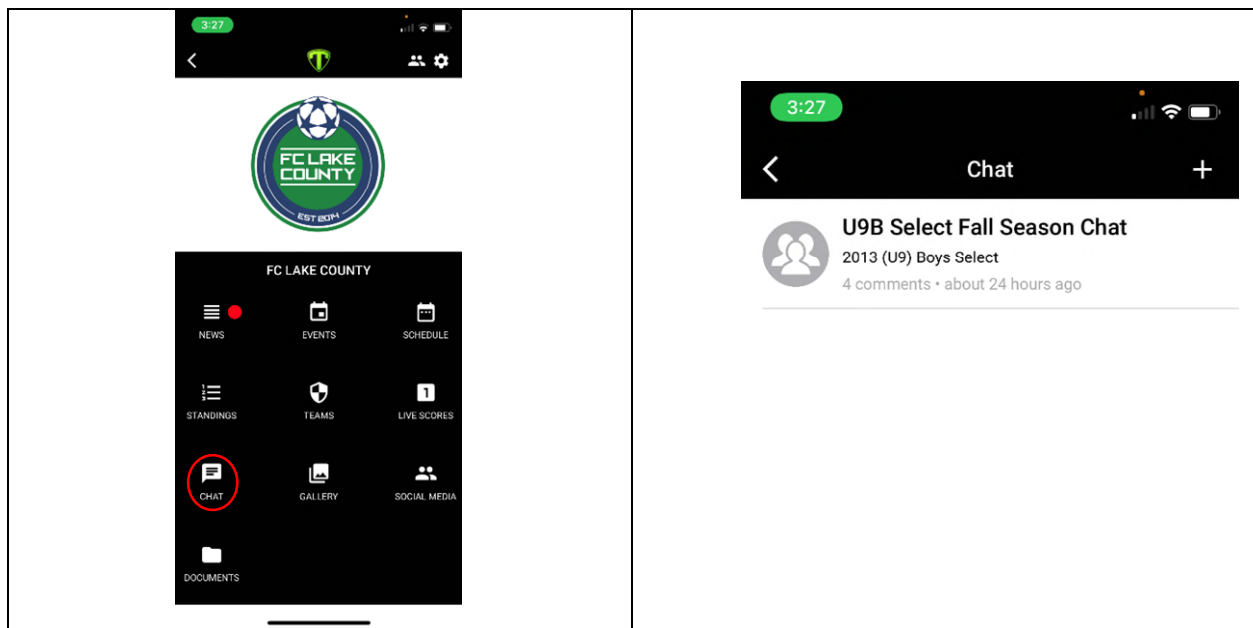 3:27
FC LAKE
COUNTY
EST 2014
FC LAKE COUNTY
NEWS
EVENTS
SCHEDULE
STANDINGS
TEAMS
1
LIVE SCORES
CHAT
GALLERY
SOCIAL MEDIA
DOCUMENTS
3:27
Chat
+
U9B Select Fall Season Chat
2013 (U9) Boys Select
4 comments • about 24 hours ago